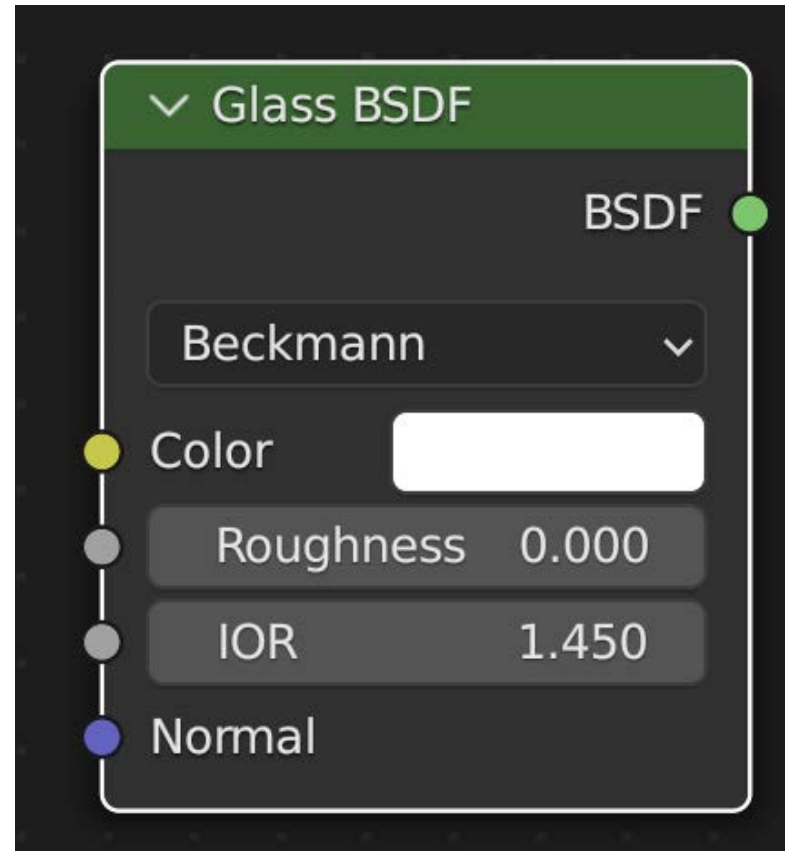 Glass BSDF
BSDF
Beckmann
Color
Roughness 0.000
IOR 1.450
Normal